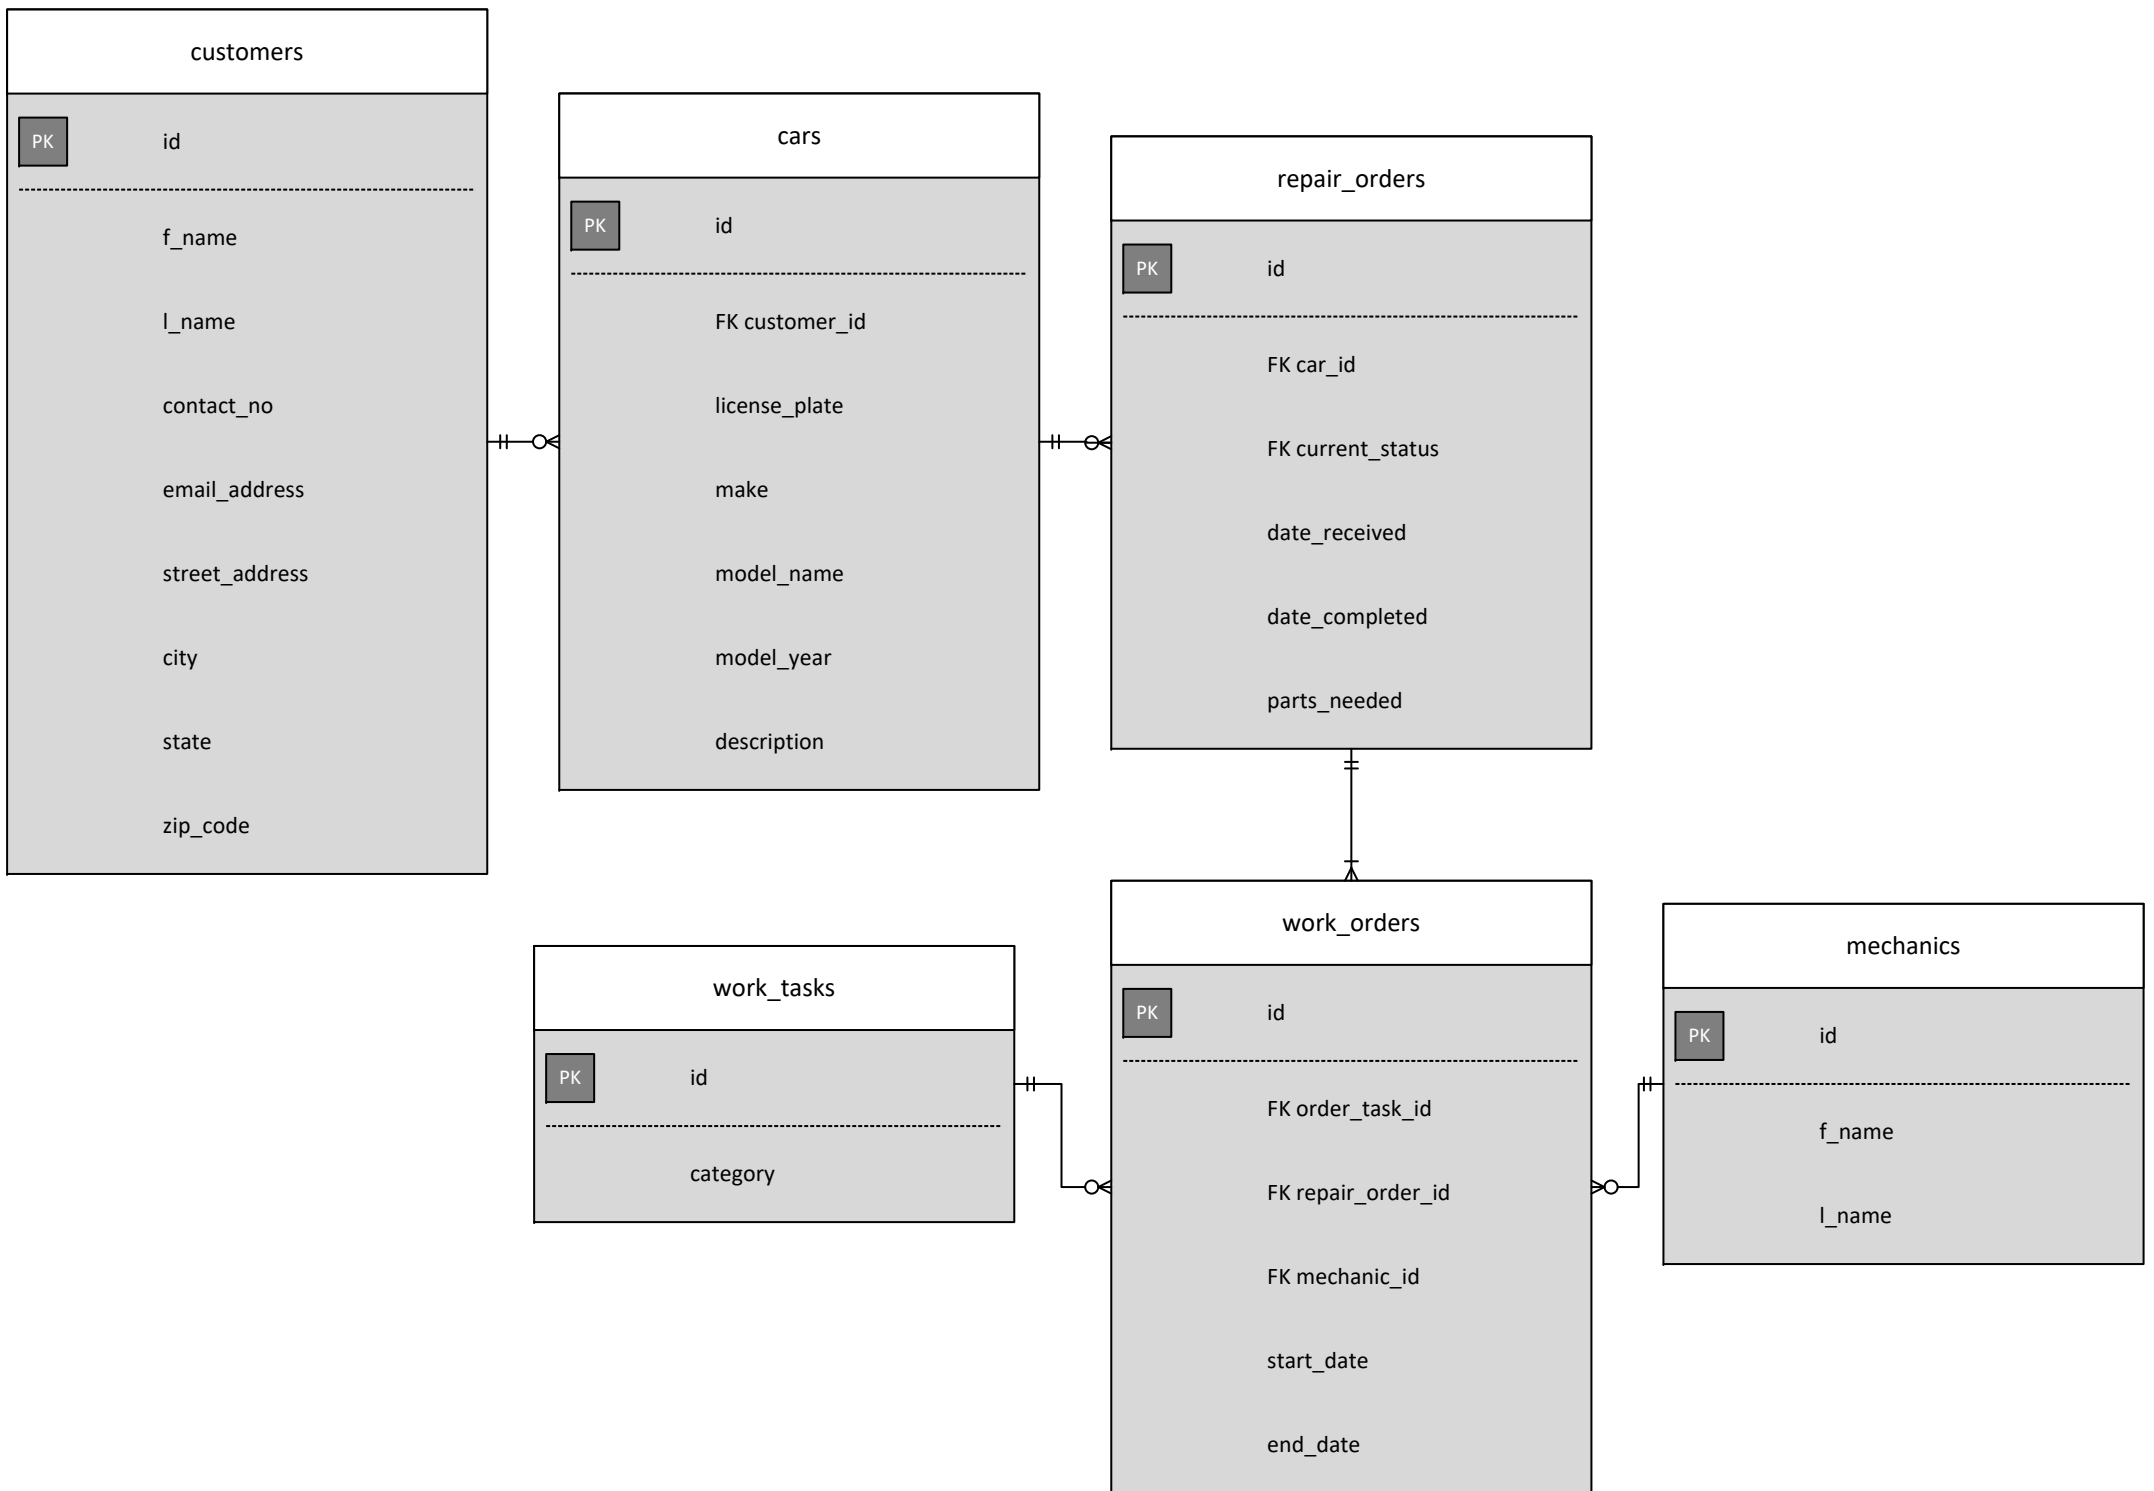 customers
PK id
f_name
l_name
contact_no
email_address
street_address
city
state
zip_code
cars
PK id
FK customer_id
license_plate
make
model_name
model_year
description
repair_orders
PK id
FK car_id
FK current_status
date_received
date_completed
parts_needed
work_tasks
PK id
category
work_orders
PK id
FK order_task_id
FK repair_order_id
FK mechanic_id
start_date
end_date
mechanics
PK id
f_name
l_name